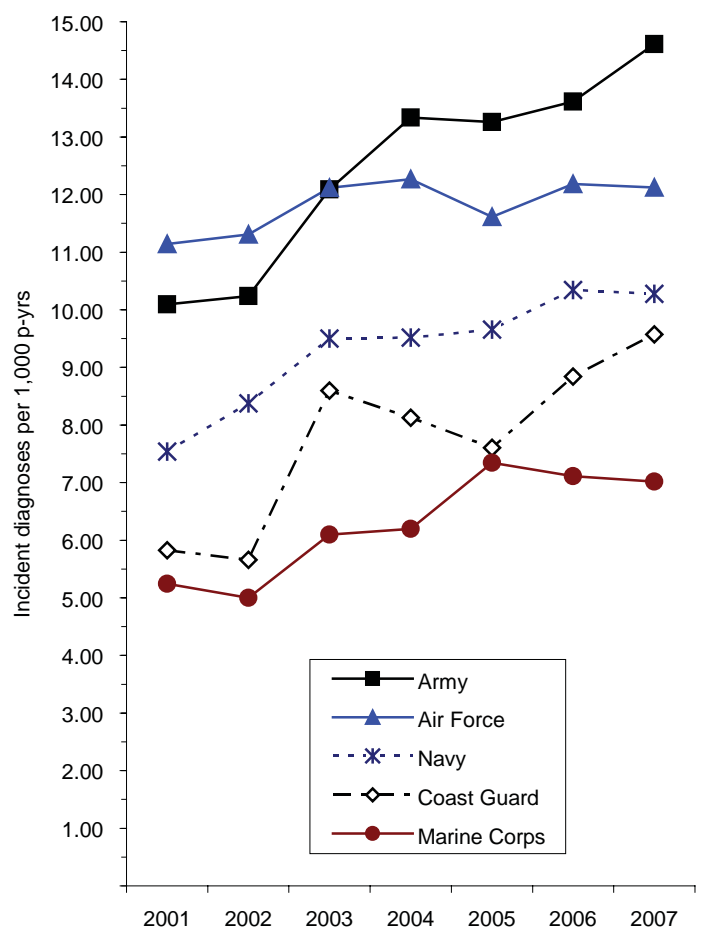 15.00
14.00
13.00
12.00
11.00
10.00
9.00
8.00
7.00
6.00
5.00
4.00
3.00
2.00
1.00
Incident diagnoses per 1,000 p-yrs
Army
Air Force
Navy
Coast Guard
Marine Corps
2001 2002 2003 2004 2005 2006 2007